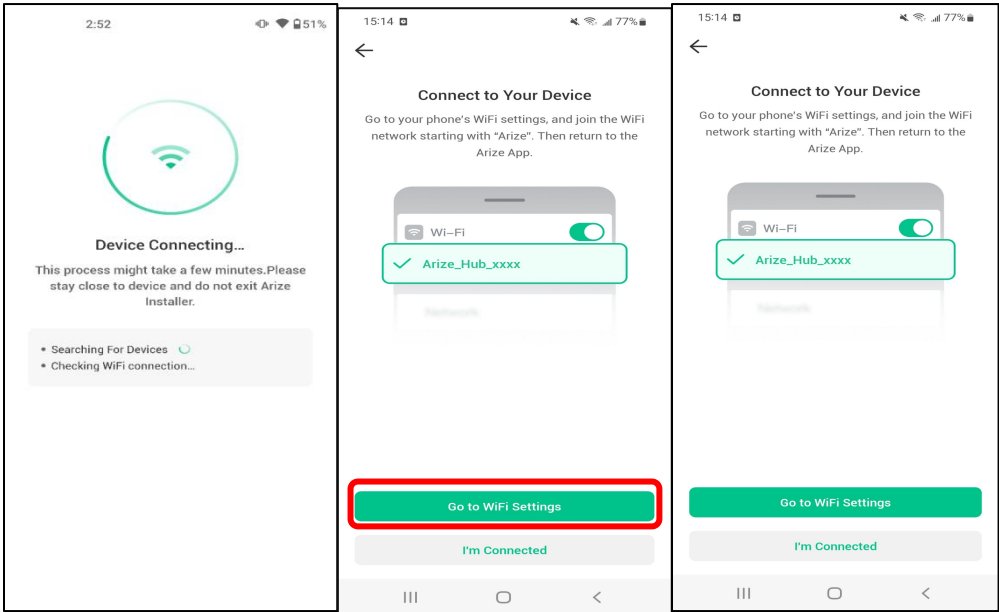 2:52
51%
Device Connecting...
This process might take a few minutes.Please
stay close to device and do not exit Arize
Installer.
• Searching For Devices
• Checking WiFi connection...
15:14
77%
Connect to Your Device
Go to your phone's WiFi settings, and join the WiFi
network starting with “Arize”. Then return to the
Arize App.
Wi–Fi
Arize_Hub_xxxx
Network
Go to WiFi Settings
I'm Connected
15:14
77%
Connect to Your Device
Go to your phone's WiFi settings, and join the WiFi
network starting with “Arize”. Then return to the
Arize App.
Wi–Fi
Arize_Hub_xxxx
Network
Go to WiFi Settings
I'm Connected